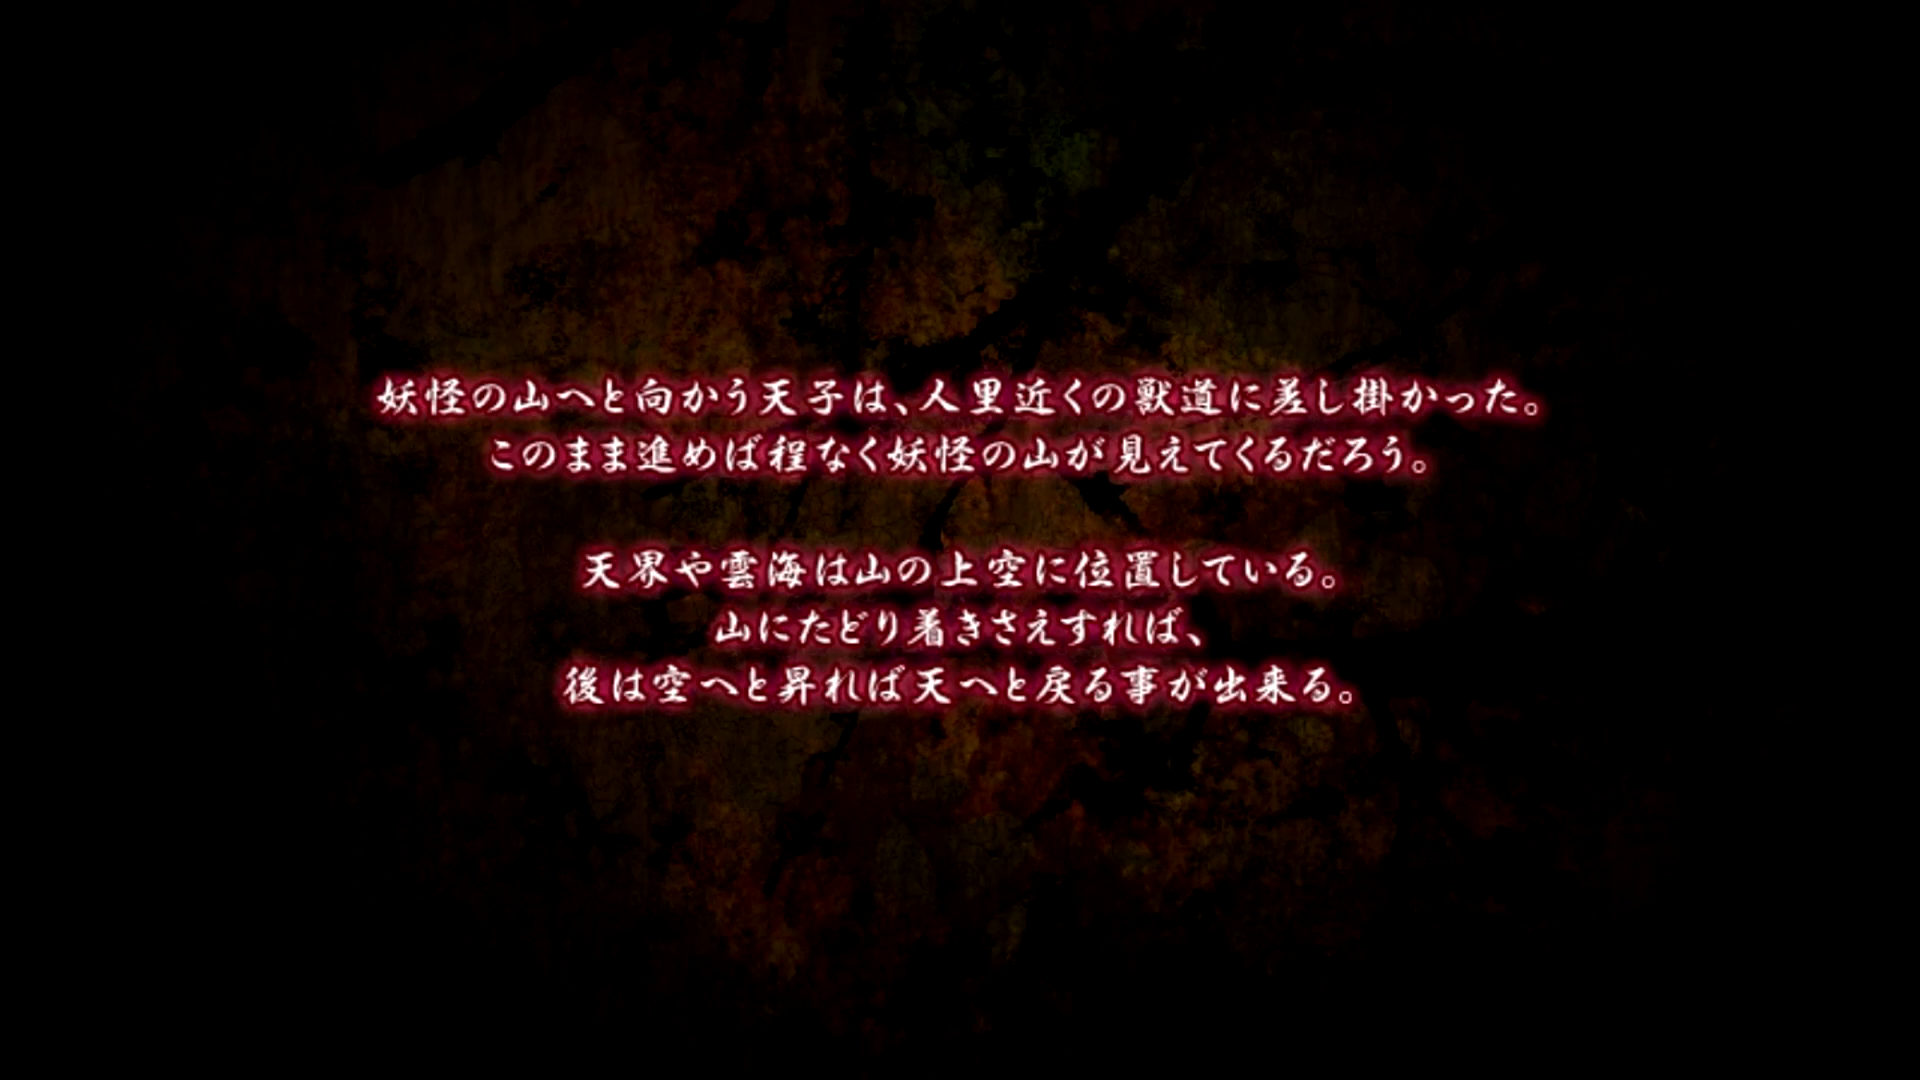 妖怪の山へと向かう天子は、人里近くの獣道に差し掛かった。
このまま進めば程なく妖怪の山が見えてくるだろう。
天界や雲海は山の上空に位置している。
山にたどり着きさえすれば、
後は空へと昇れば天へと戻る事が出来る。